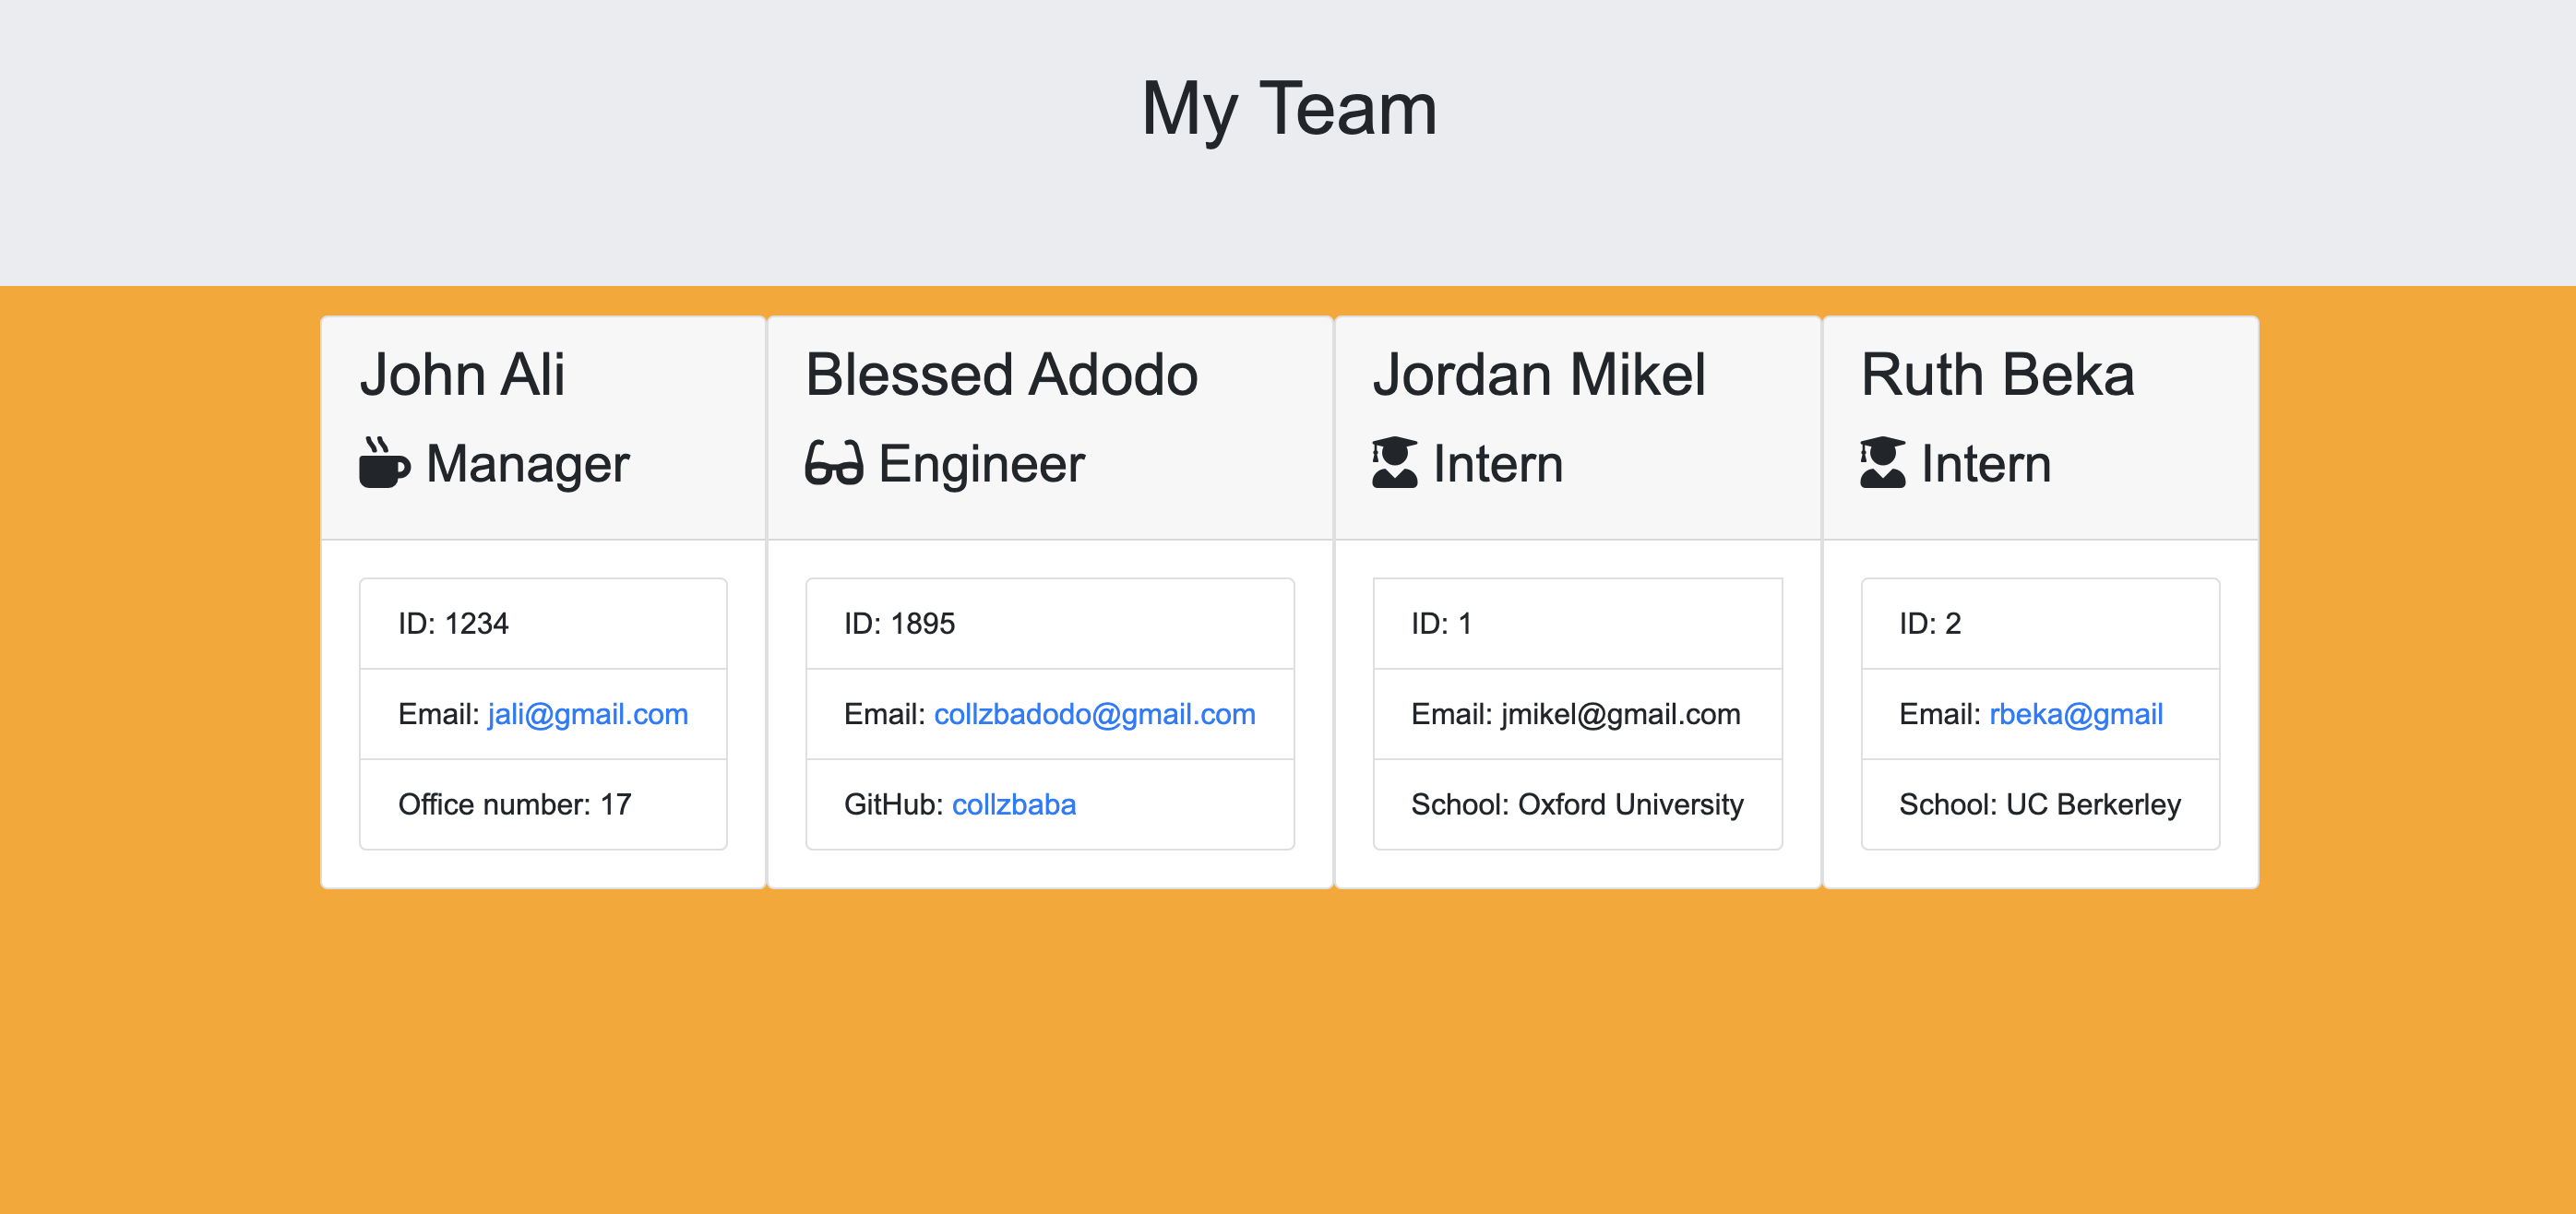 My Team
John Ali
Manager
ID: 1234
Email: jali@gmail.com
Office number: 17
Blessed Adodo
Engineer
ID: 1895
Email: collzbadodo@gmail.com
GitHub: collzbaba
Jordan Mikel
Intern
ID: 1
Email: jmikel@gmail.com
School: Oxford University
Ruth Beka
Intern
ID: 2
Email: rbeka@gmail
School: UC Berkerley